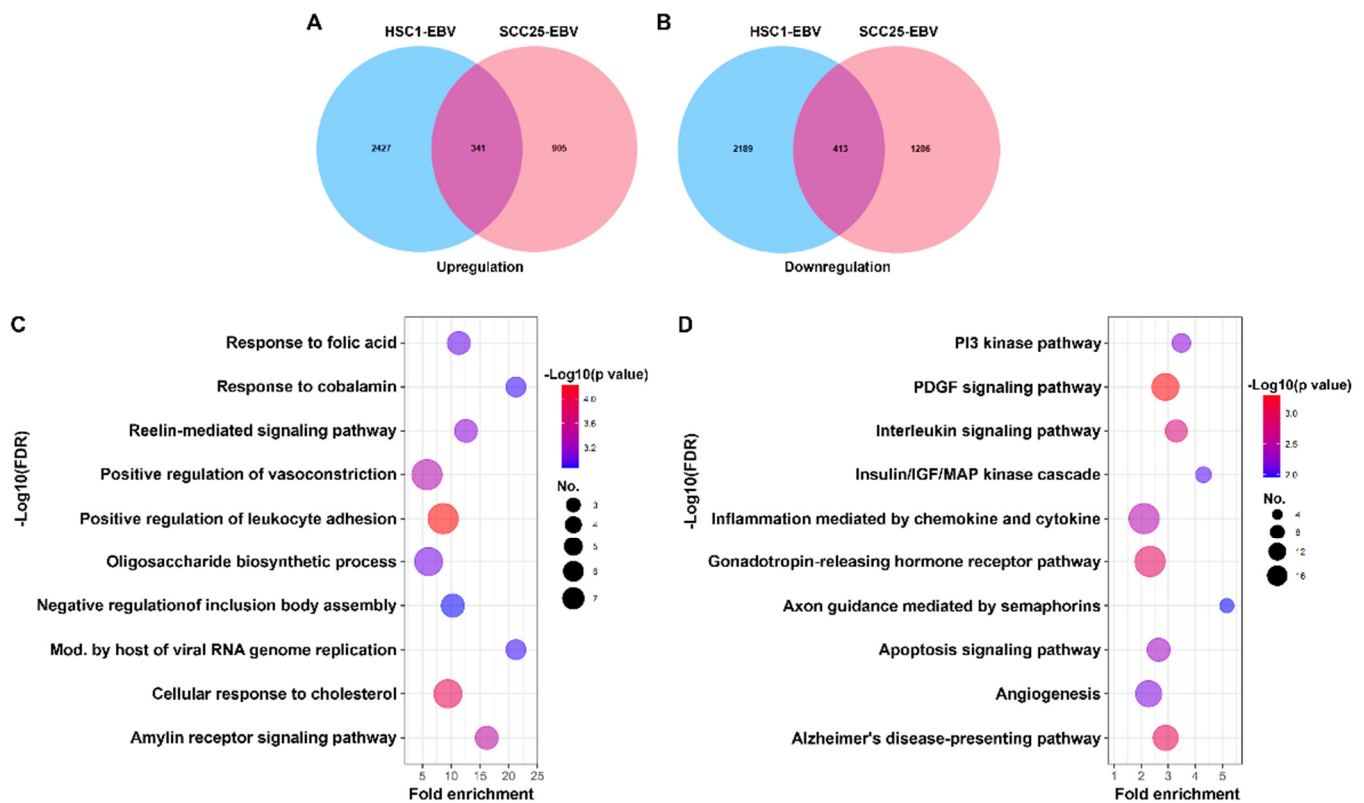 A
HSC1-EBV
SCC25-EBV
2427
341
905
Upregulation
B
HSC1-EBV
SCC25-EBV
2189
413
1286
Downregulation
C
-Log10(FDR)
Response to folic acid
Response to cobalamin
Reelin-mediated signaling pathway
Positive regulation of vasoconstriction
Positive regulation of leukocyte adhesion
Oligosaccharide biosynthetic process
Negative regulationof inclusion body assembly
Mod. by host of viral RNA genome replication
Cellular response to cholesterol
Amylin receptor signaling pathway
5 10 15 20 25
Fold enrichment
-Log10(p value)
4.0
3.6
3.2
No.
3
4
5
6
7
D
-Log10(FDR)
PI3 kinase pathway
PDGF signaling pathway
Interleukin signaling pathway
Insulin/IGF/MAP kinase cascade
Inflammation mediated by chemokine and cytokine
Gonadotropin-releasing hormone receptor pathway
Axon guidance mediated by semaphorins
Apoptosis signaling pathway
Angiogenesis
Alzheimer's disease-presenting pathway
1 2 3 4 5
Fold enrichment
-Log10(p value)
3.0
2.5
2.0
No.
4
8
12
16